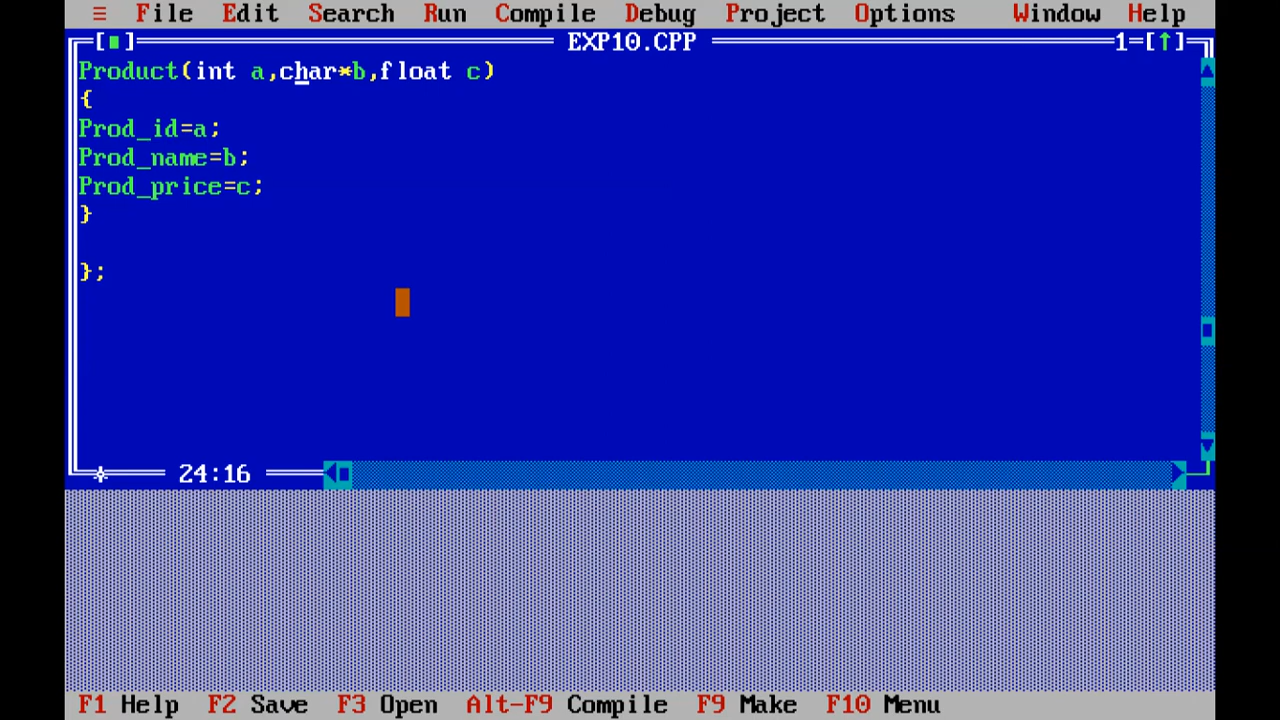 ≡ File Edit Search Run Compile Debug Project Options Window Help
[■] EXP10.CPP 1=[↑]
Product(int a,char*b,float c)
{
Prod_id=a;
Prod_name=b;
Prod_price=c;
}
};
24:16
F1 Help F2 Save F3 Open Alt-F9 Compile F9 Make F10 Menu